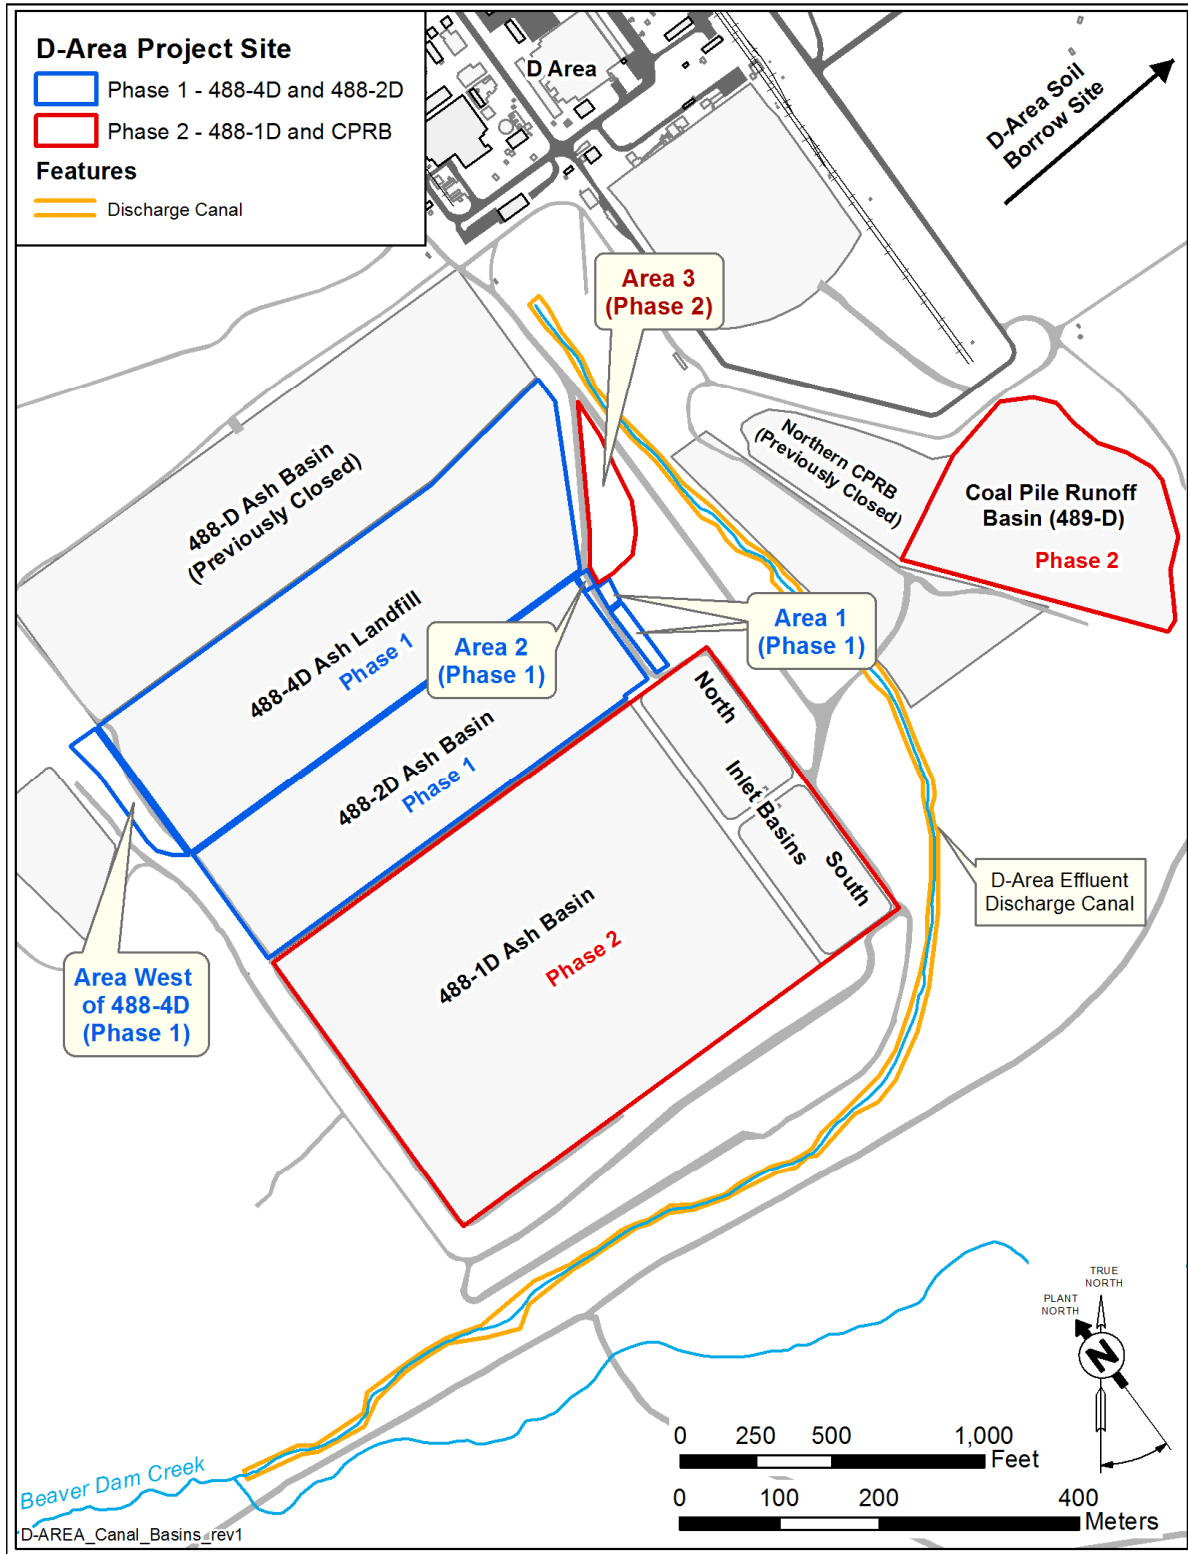 D-Area Project Site
Phase 1 - 488-4D and 488-2D
Phase 2 - 488-1D and CPRB
Features
Discharge Canal
D Area
D-Area Soil
Borrow Site
Area 3
(Phase 2)
488-D Ash Basin
(Previously Closed)
Northern CPRB
(Previously Closed)
Coal Pile Runoff
Basin (489-D)
Phase 2
488-4D Ash Landfill
Phase 1
Area 2
(Phase 1)
Area 1
(Phase 1)
488-2D Ash Basin
Phase 1
North
Inlet Basins
South
D-Area Effluent
Discharge Canal
488-1D Ash Basin
Phase 2
Area West
of 488-4D
(Phase 1)
TRUE
NORTH
PLANT
NORTH
N
0 250 500 1,000
Feet
0 100 200 400
Meters
Beaver Dam Creek
D-AREA_Canal_Basins_rev1